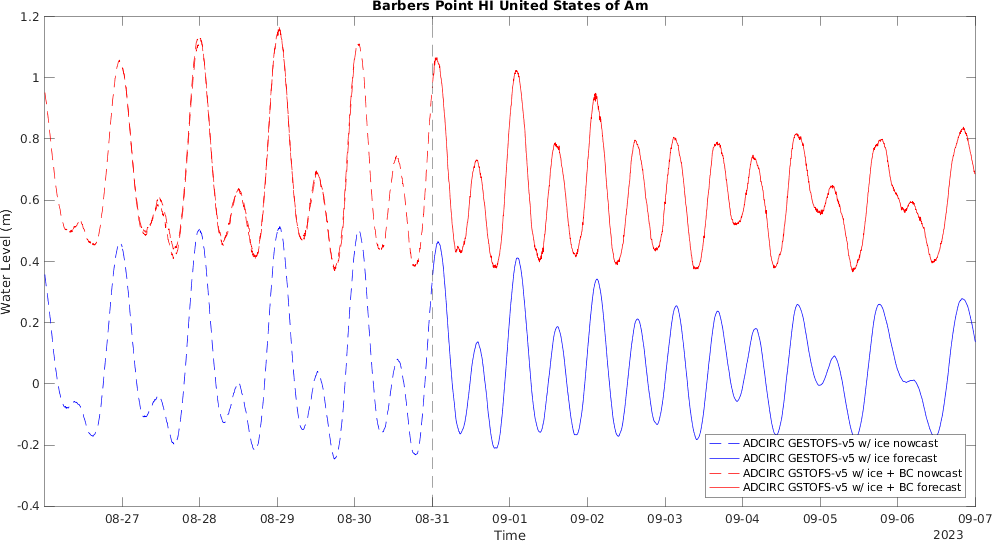 Barbers Point HI United States of Am
1.2
1
0.8
0.6
0.4
0.2
0
-0.2
-0.4
Water Level (m)
ADCIRC GESTOFS-v5 w/ ice nowcast
ADCIRC GESTOFS-v5 w/ ice forecast
ADCIRC GSTOFS-v5 w/ ice + BC nowcast
ADCIRC GSTOFS-v5 w/ ice + BC forecast
08-27 08-28 08-29 08-30 08-31 09-01 09-02 09-03 09-04 09-05 09-06 09-07
Time
2023